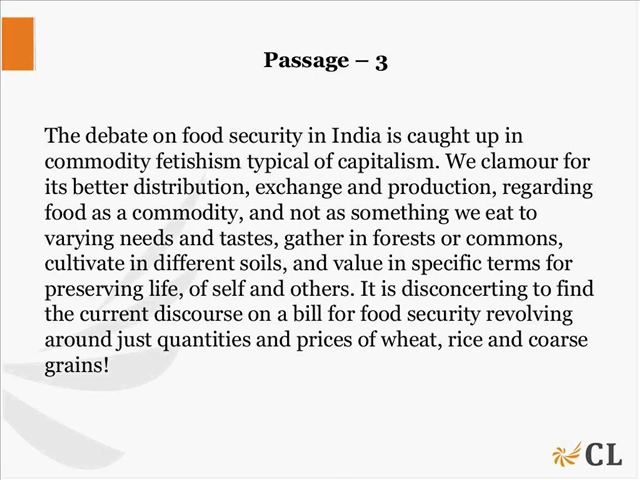 Passage – 3
The debate on food security in India is caught up in
commodity fetishism typical of capitalism. We clamour for
its better distribution, exchange and production, regarding
food as a commodity, and not as something we eat to
varying needs and tastes, gather in forests or commons,
cultivate in different soils, and value in specific terms for
preserving life, of self and others. It is disconcerting to find
the current discourse on a bill for food security revolving
around just quantities and prices of wheat, rice and coarse
grains!
CL